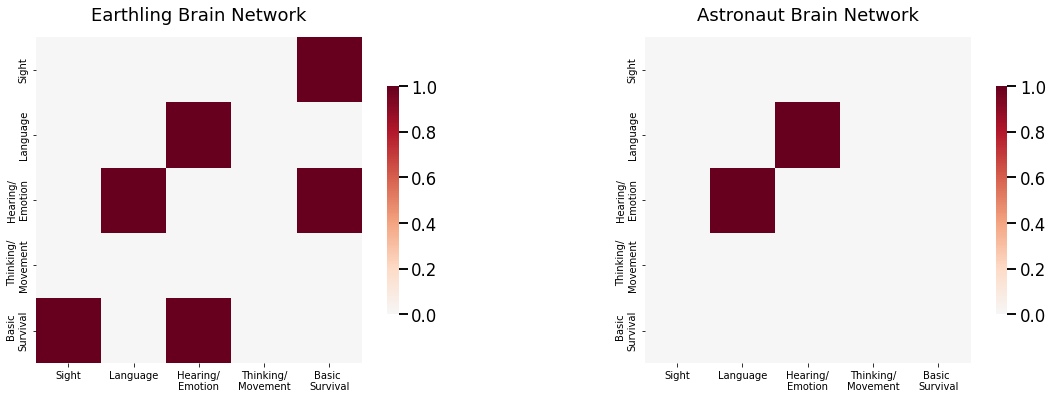 Earthling Brain Network
Sight
Language
Hearing/
Emotion
Thinking/
Movement
Basic
Survival
Sight
Language
Hearing/
Emotion
Thinking/
Movement
Basic
Survival
1.0
0.8
0.6
0.4
0.2
0.0
Astronaut Brain Network
Sight
Language
Hearing/
Emotion
Thinking/
Movement
Basic
Survival
Sight
Language
Hearing/
Emotion
Thinking/
Movement
Basic
Survival
1.0
0.8
0.6
0.4
0.2
0.0